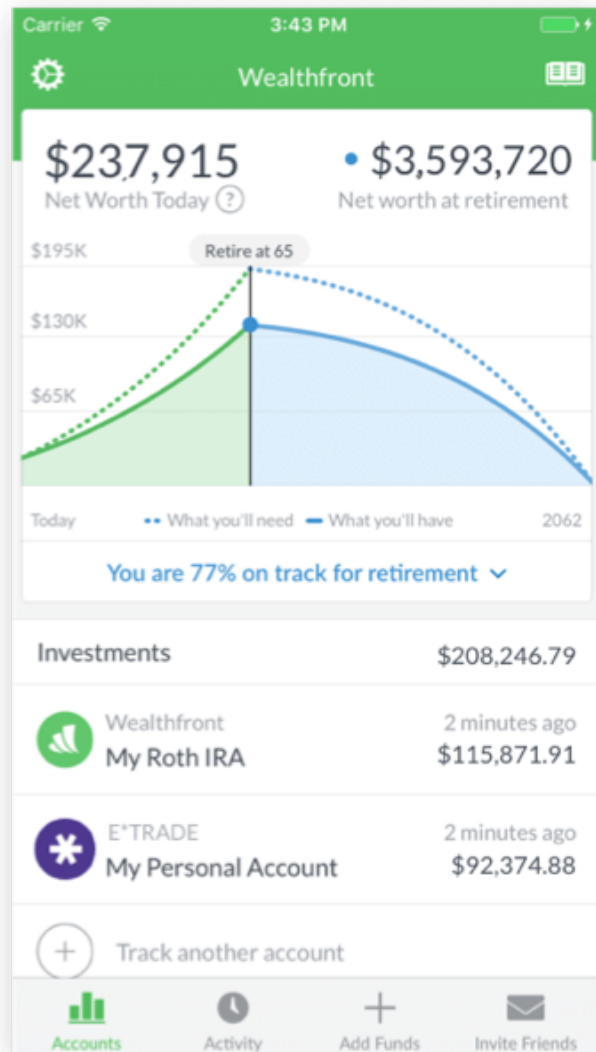 Carrier 3:43 PM
Wealthfront
$237,915 $3,593,720
Net Worth Today ? Net worth at retirement
$195K Retire at 65
$130K
$65K
Today What you'll need What you'll have 2062
You are 77% on track for retirement
Investments $208,246.79
Wealthfront 2 minutes ago
My Roth IRA $115,871.91
E*TRADE 2 minutes ago
My Personal Account $92,374.88
+ Track another account
Accounts Activity Add Funds Invite Friends